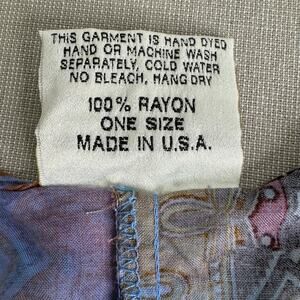 THIS GARMENT IS HAND DYED
HAND OR MACHINE WASH
SEPARATELY, COLD WATER
NO BLEACH, HANG DRY
100% RAYON
ONE SIZE
MADE IN U.S.A.